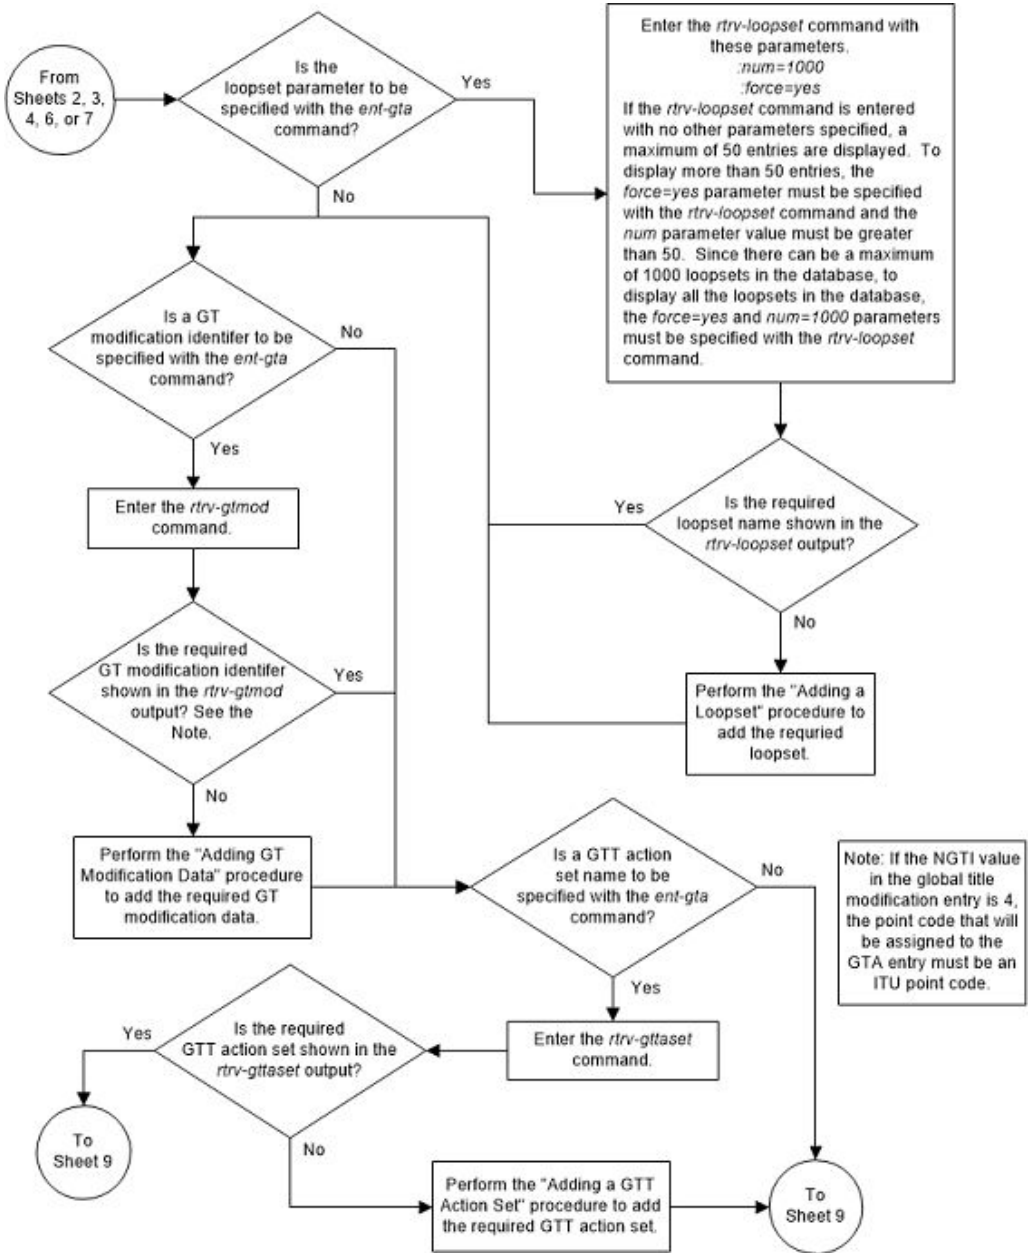 From
Sheets 2, 3,
4, 6, or 7
Is the
loopset parameter to be
specified with the ent-gta
command?
Yes
No
Enter the rtrv-loopset command with
these parameters.
:num=1000
:force=yes
If the rtrv-loopset command is entered
with no other parameters specified, a
maximum of 50 entries are displayed. To
display more than 50 entries, the
force=yes parameter must be specified
with the rtrv-loopset command and the
num parameter value must be greater
than 50. Since there can be a maximum
of 1000 loopsets in the database, to
display all the loopsets in the database,
the force=yes and num=1000 parameters
must be specified with the rtrv-loopset
command.
Is a GT
modification identifer to be
specified with the ent-gta
command?
No
Yes
Enter the rtrv-gtmod
command.
Is the required
loopset name shown in the
rtrv-loopset output?
Yes
No
Is the required
GT modification identifer
shown in the rtrv-gtmod
output? See the
Note.
Yes
No
Perform the "Adding a
Loopset" procedure to
add the requried
loopset.
Perform the "Adding GT
Modification Data" procedure
to add the required GT
modification data.
Is a GTT action
set name to be
specified with the ent-gta
command?
No
Yes
Note: If the NGTI value
in the global title
modification entry is 4,
the point code that will
be assigned to the
GTA entry must be an
ITU point code.
Enter the rtrv-gttaset
command.
Is the required
GTT action set shown in the
rtrv-gttaset output?
Yes
No
To
Sheet 9
Perform the "Adding a GTT
Action Set" procedure to add
the required GTT action set.
To
Sheet 9